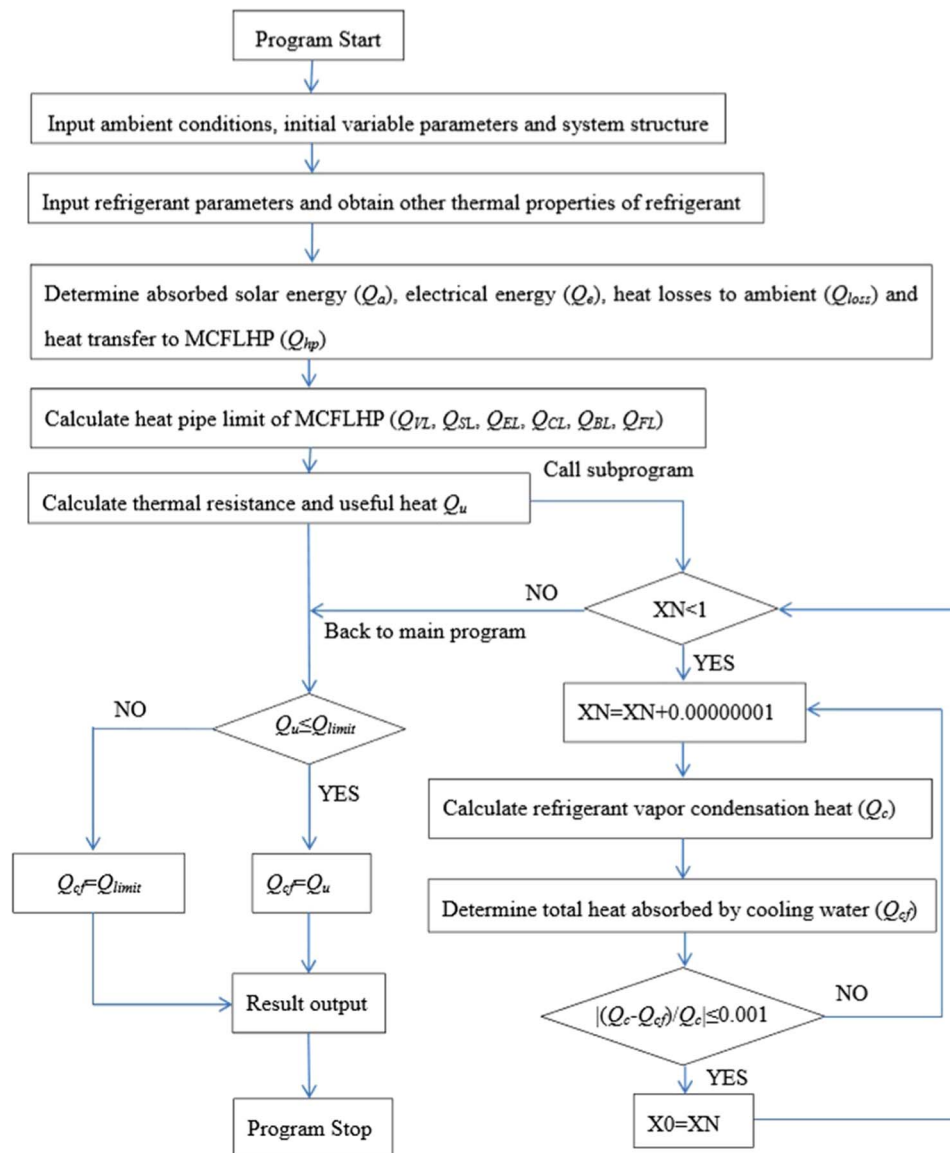 Program Start
Input ambient conditions, initial variable parameters and system structure
Input refrigerant parameters and obtain other thermal properties of refrigerant
Determine absorbed solar energy (Qa), electrical energy (Qe), heat losses to ambient (Qloss) and
heat transfer to MCFLHP (Qhp)
Calculate heat pipe limit of MCFLHP (QVL, QSL, QEL, QCL, QBL, QFL)
Call subprogram
Calculate thermal resistance and useful heat Qu
NO
XN<1
Back to main program
YES
NO
XN=XN+0.00000001
Qu≤Qlimit
YES
Calculate refrigerant vapor condensation heat (Qc)
Qcf=Qlimit
Qcf=Qu
Determine total heat absorbed by cooling water (Qcf)
Result output
NO
|(Qc-Qcf)/Qc|≤0.001
YES
Program Stop
X0=XN